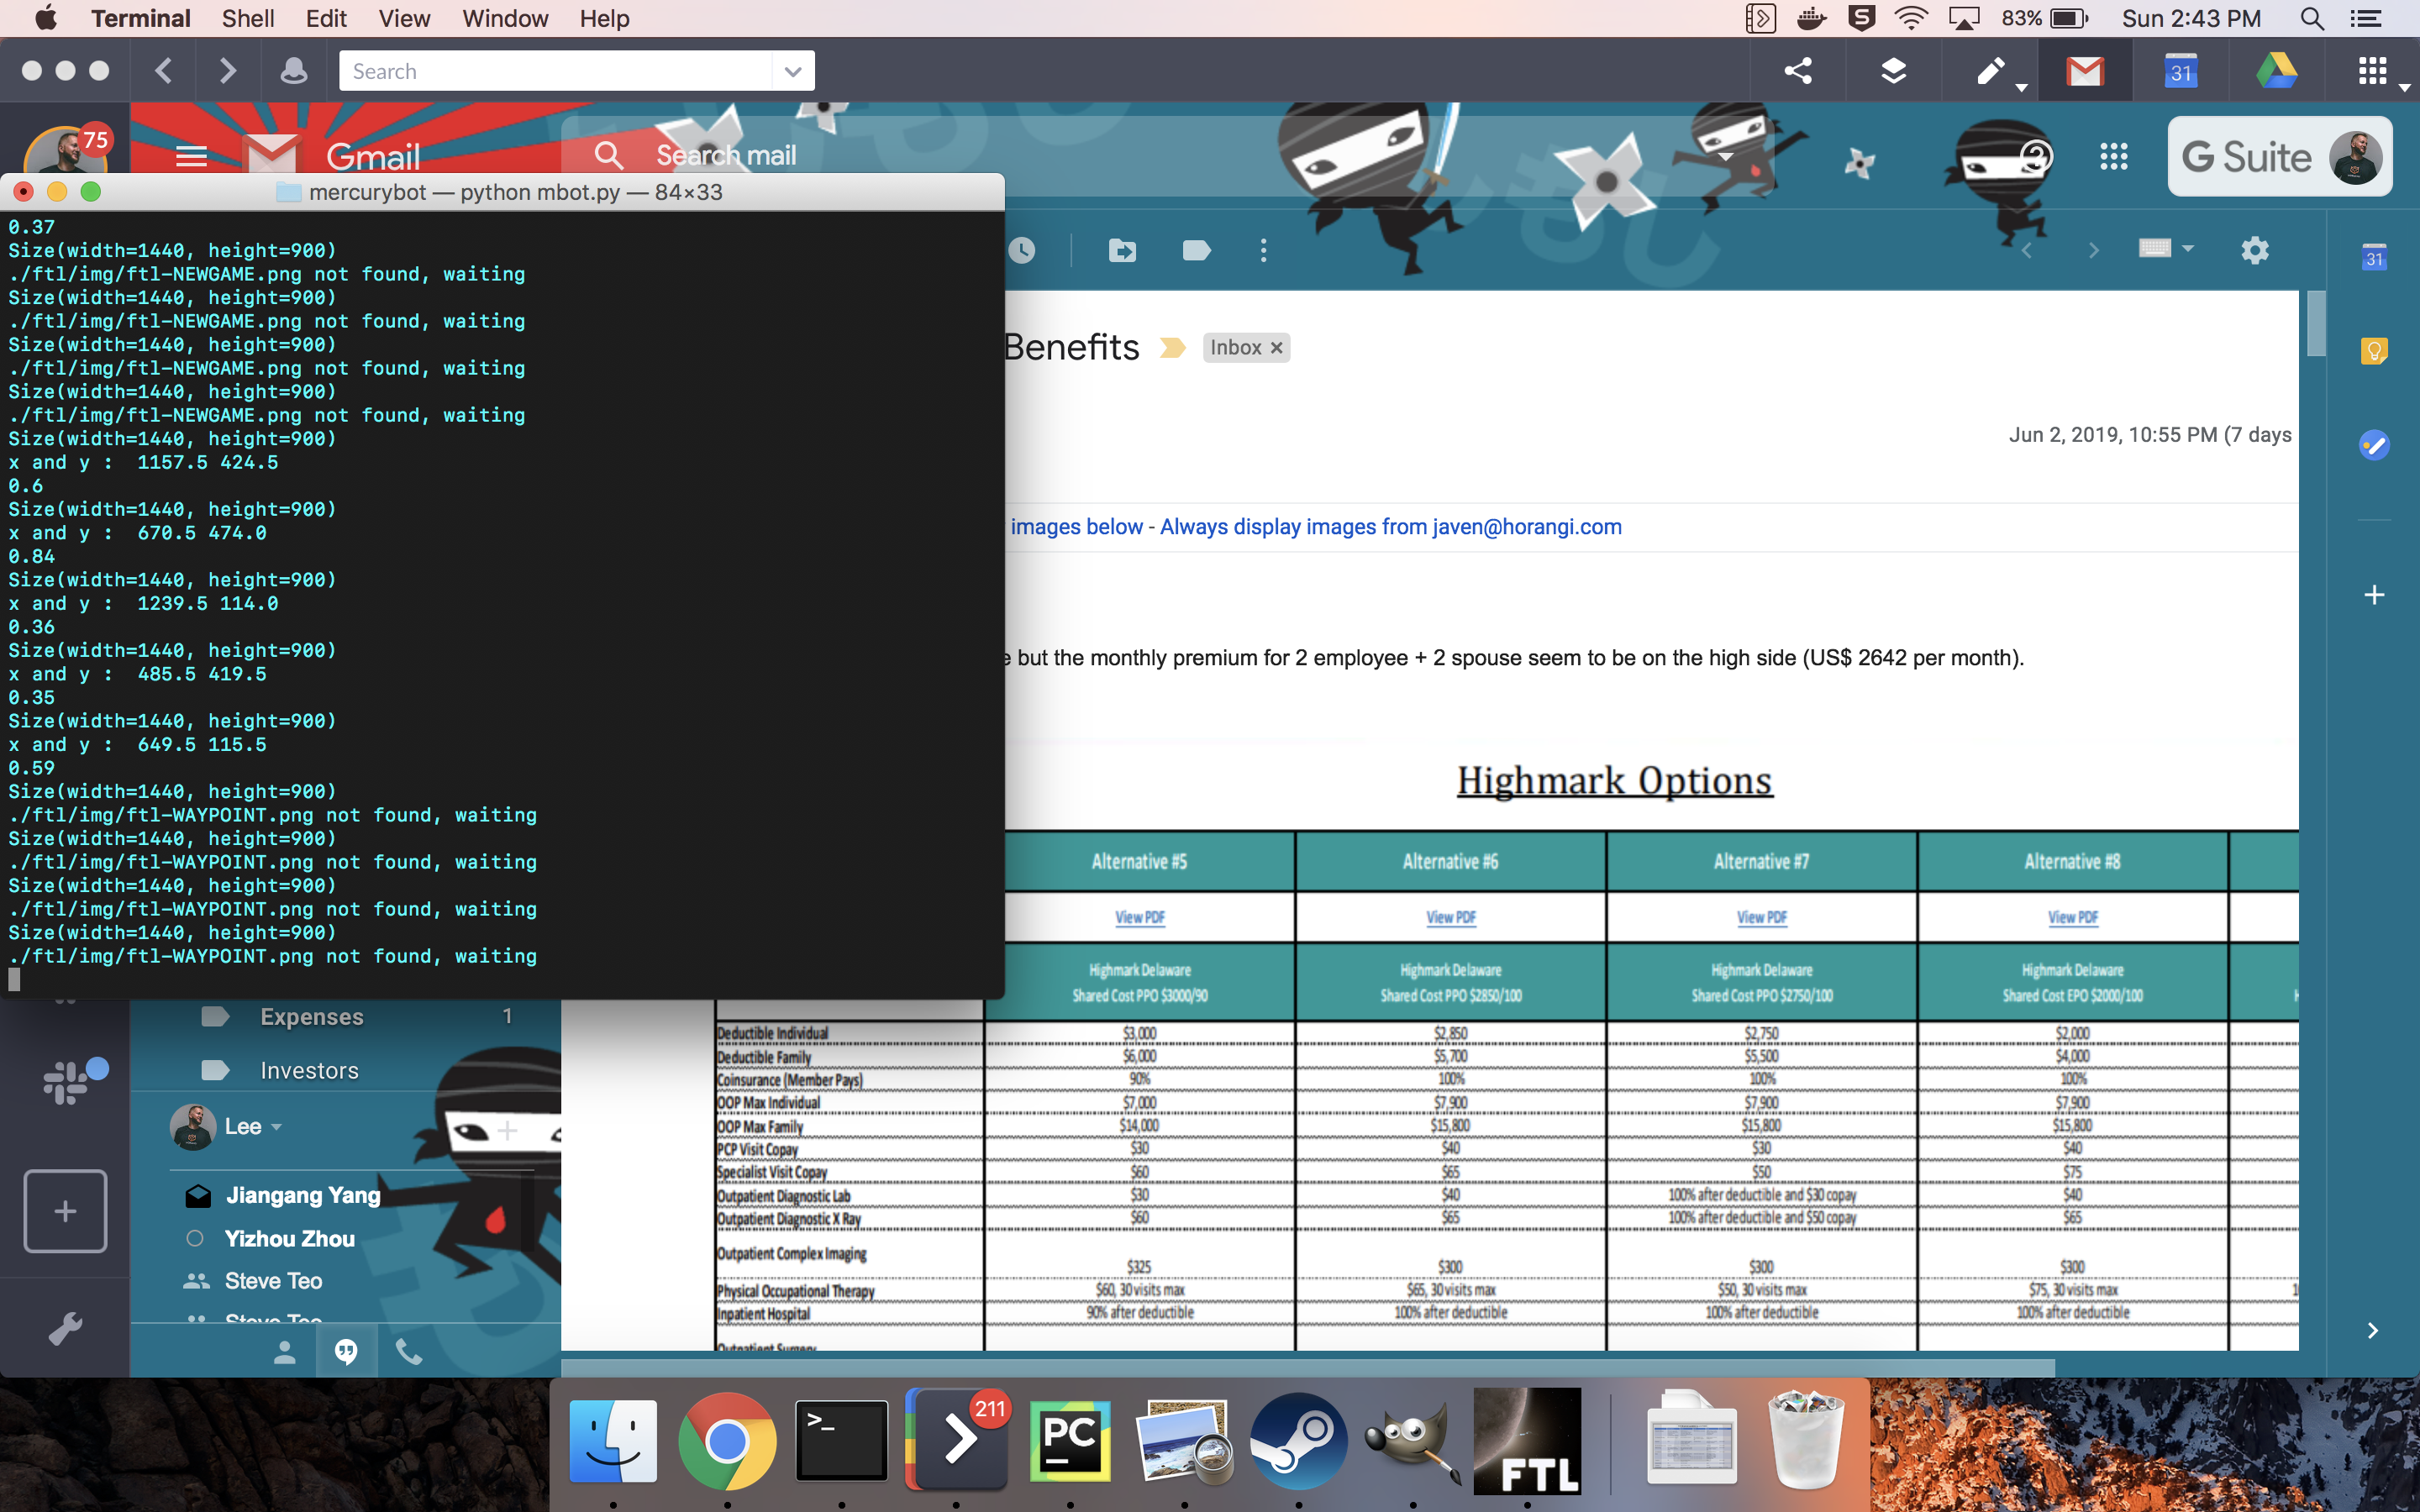 Terminal Shell Edit View Window Help 83% Sun 2:43 PM
Search 31
75 Gmail Search mail G Suite
mercurybot — python mbot.py — 84×33
0.37
Size(width=1440, height=900)
./ftl/img/ftl-NEWGAME.png not found, waiting
Size(width=1440, height=900)
./ftl/img/ftl-NEWGAME.png not found, waiting
Size(width=1440, height=900)
./ftl/img/ftl-NEWGAME.png not found, waiting
Size(width=1440, height=900)
./ftl/img/ftl-NEWGAME.png not found, waiting
Size(width=1440, height=900)
x and y : 1157.5 424.5
0.6
Size(width=1440, height=900)
x and y : 670.5 474.0
0.84
Size(width=1440, height=900)
x and y : 1239.5 114.0
0.36
Size(width=1440, height=900)
x and y : 485.5 419.5
0.35
Size(width=1440, height=900)
x and y : 649.5 115.5
0.59
Size(width=1440, height=900)
./ftl/img/ftl-WAYPOINT.png not found, waiting
Size(width=1440, height=900)
./ftl/img/ftl-WAYPOINT.png not found, waiting
Size(width=1440, height=900)
./ftl/img/ftl-WAYPOINT.png not found, waiting
Size(width=1440, height=900)
./ftl/img/ftl-WAYPOINT.png not found, waiting
31
Benefits Inbox ×
Jun 2, 2019, 10:55 PM (7 days
images below - Always display images from javen@horangi.com
but the monthly premium for 2 employee + 2 spouse seem to be on the high side (US$ 2642 per month).
Highmark Options
Alternative #5 Alternative #6 Alternative #7 Alternative #8
View PDF View PDF View PDF View PDF
Highmark Delaware Highmark Delaware Highmark Delaware Highmark Delaware
Shared Cost PPO $3000/90 Shared Cost PPO $2850/100 Shared Cost PPO $2750/100 Shared Cost EPO $2000/100
Deductible Individual $3,000 $2,850 $2,750 $2,000
Deductible Family $6,000 $5,700 $5,500 $4,000
Coinsurance (Member Pays) 90% 100% 100% 100%
OOP Max Individual $7,000 $7,900 $7,900 $7,900
OOP Max Family $14,000 $15,800 $15,800 $15,800
PCP Visit Copay $30 $40 $30 $40
Specialist Visit Copay $60 $65 $50 $75
Outpatient Diagnostic Lab $30 $40 100% after deductible and $30 copay $40
Outpatient Diagnostic X Ray $60 $65 100% after deductible and $50 copay $65
Outpatient Complex Imaging $325 $300 $300 $300
Physical Occupational Therapy $60, 30 visits max $65, 30 visits max $50, 30 visits max $75, 30 visits max
Inpatient Hospital 90% after deductible 100% after deductible 100% after deductible 100% after deductible
Outpatient Surgery
Expenses 1
Investors
Lee
Jiangang Yang
Yizhou Zhou
Steve Teo
Steve Teo
211
PC
FTL